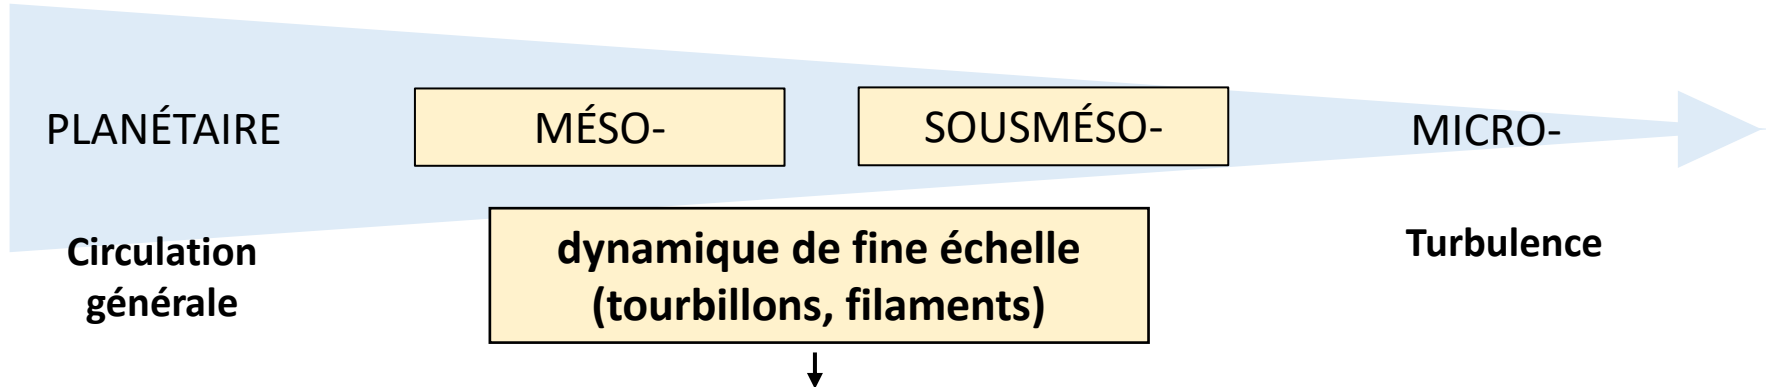 PLANÉTAIRE
MÉSO-
SOUSMÉSO-
MICRO-
Circulation
générale
dynamique de fine échelle
(tourbillons, filaments)
Turbulence